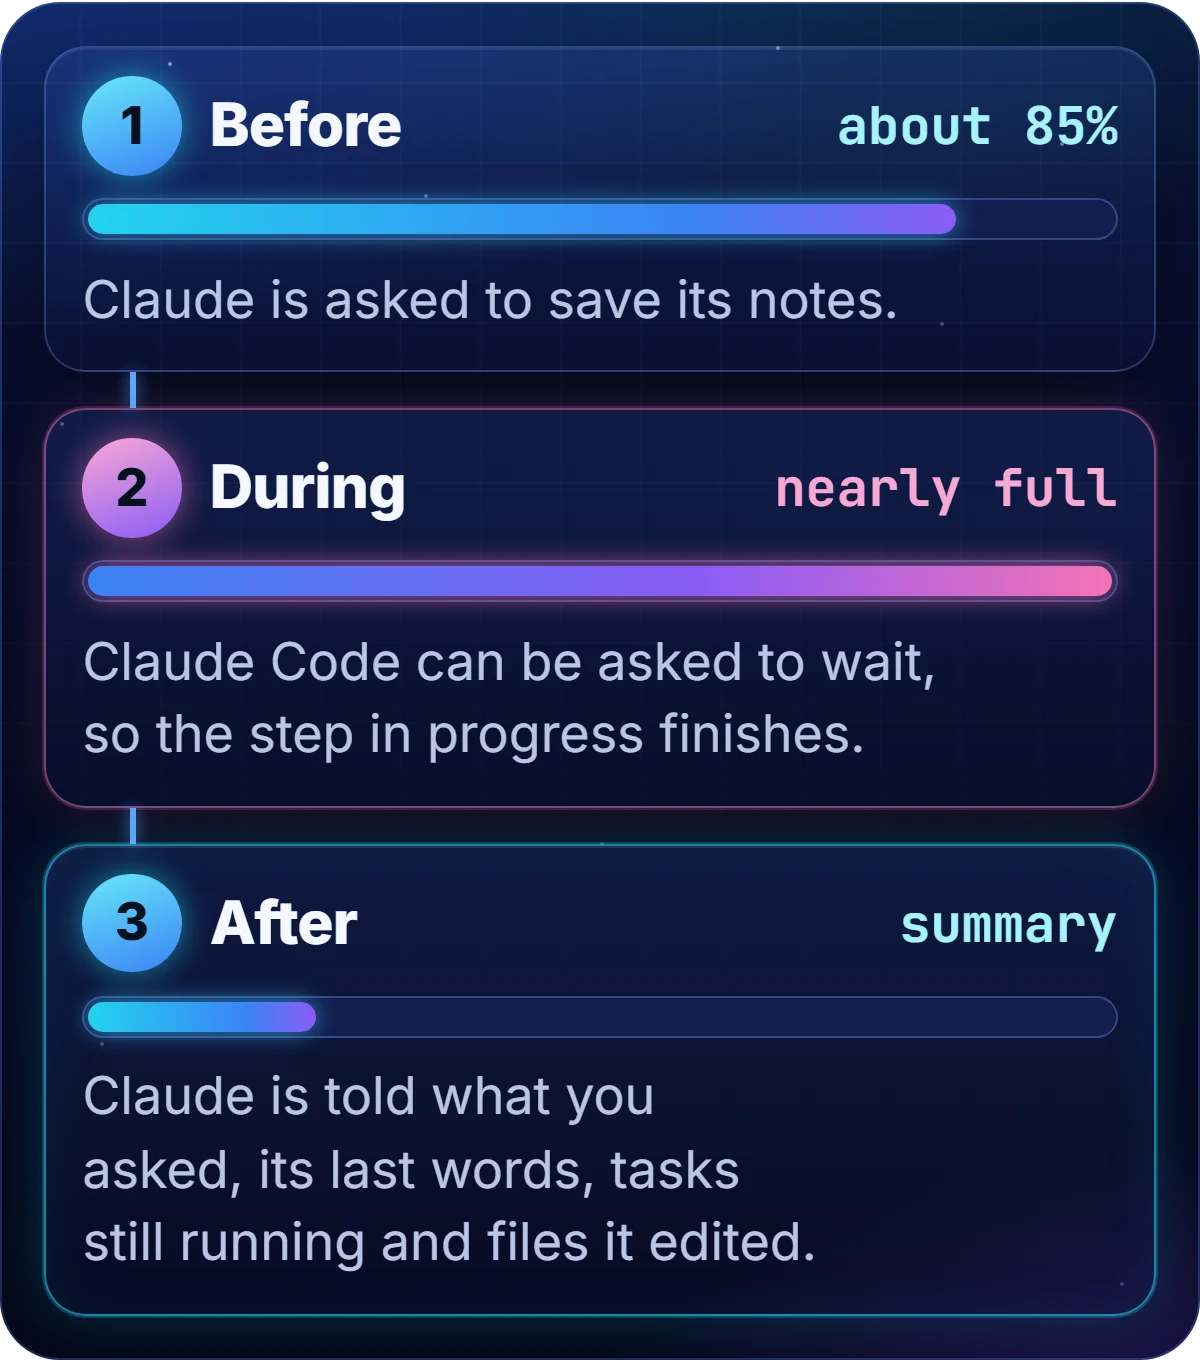 1 Before about 85%
Claude is asked to save its notes.
2 During nearly full
Claude Code can be asked to wait,
so the step in progress finishes.
3 After summary
Claude is told what you
asked, its last words, tasks
still running and files it edited.